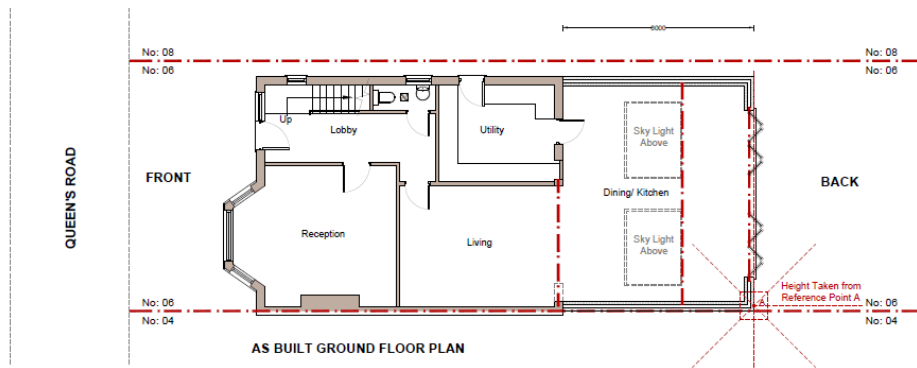 6000
No: 08
No: 06
No: 08
No: 06
Up
Lobby
Utility
Sky Light
Above
QUEEN'S ROAD
FRONT
BACK
Dining/ Kitchen
Reception
Living
Sky Light
Above
Height Taken from
Reference Point A
A
No: 06
No: 04
No: 06
No: 04
AS BUILT GROUND FLOOR PLAN